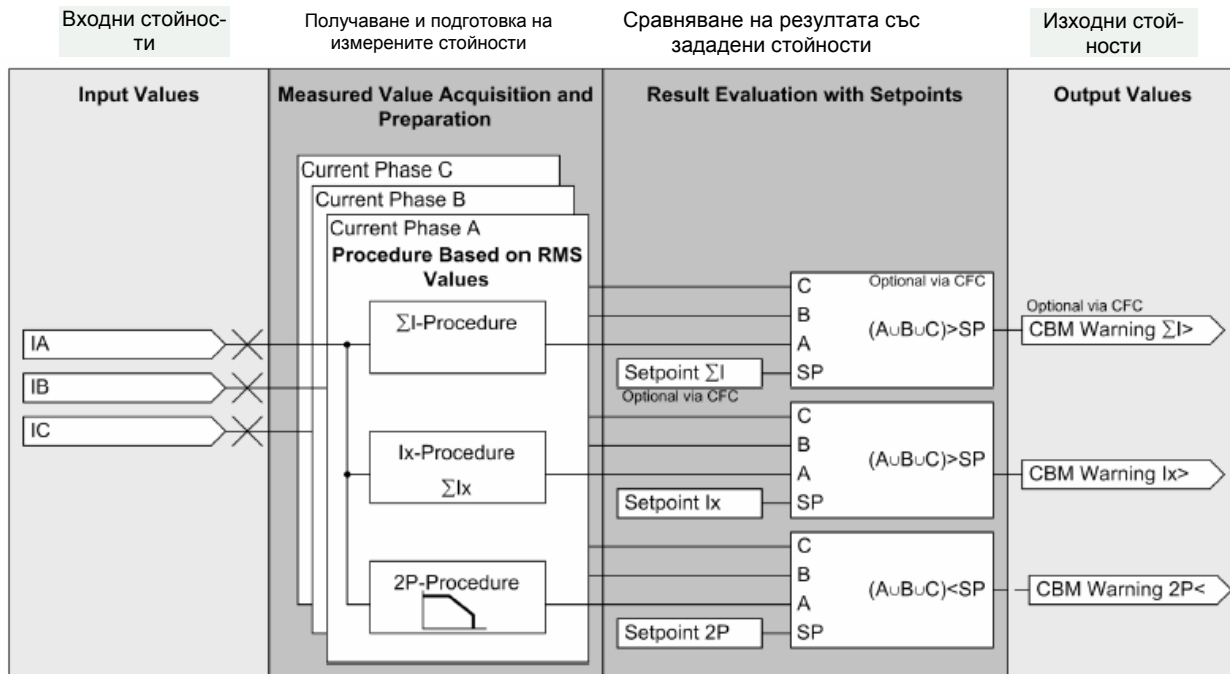 Входни стойнос-
ти
Получаване и подготовка на
измерените стойности
Сравняване на резултата със
зададени стойности
Изходни стой-
ности
Input Values
Measured Value Acquisition and
Preparation
Result Evaluation with Setpoints
Output Values
Current Phase C
Current Phase B
Current Phase A
Procedure Based on RMS
Values
IA
IB
IC
∑I-Procedure
Ix-Procedure
∑Ix
2P-Procedure
C
Optional via CFC
B
(A∪B∪C)>SP
A
Setpoint ∑I
SP
Optional via CFC
C
B
(A∪B∪C)>SP
A
Setpoint Ix
SP
C
B
(A∪B∪C)<SP
A
Setpoint 2P
SP
Optional via CFC
CBM Warning ∑I>
CBM Warning Ix>
CBM Warning 2P<